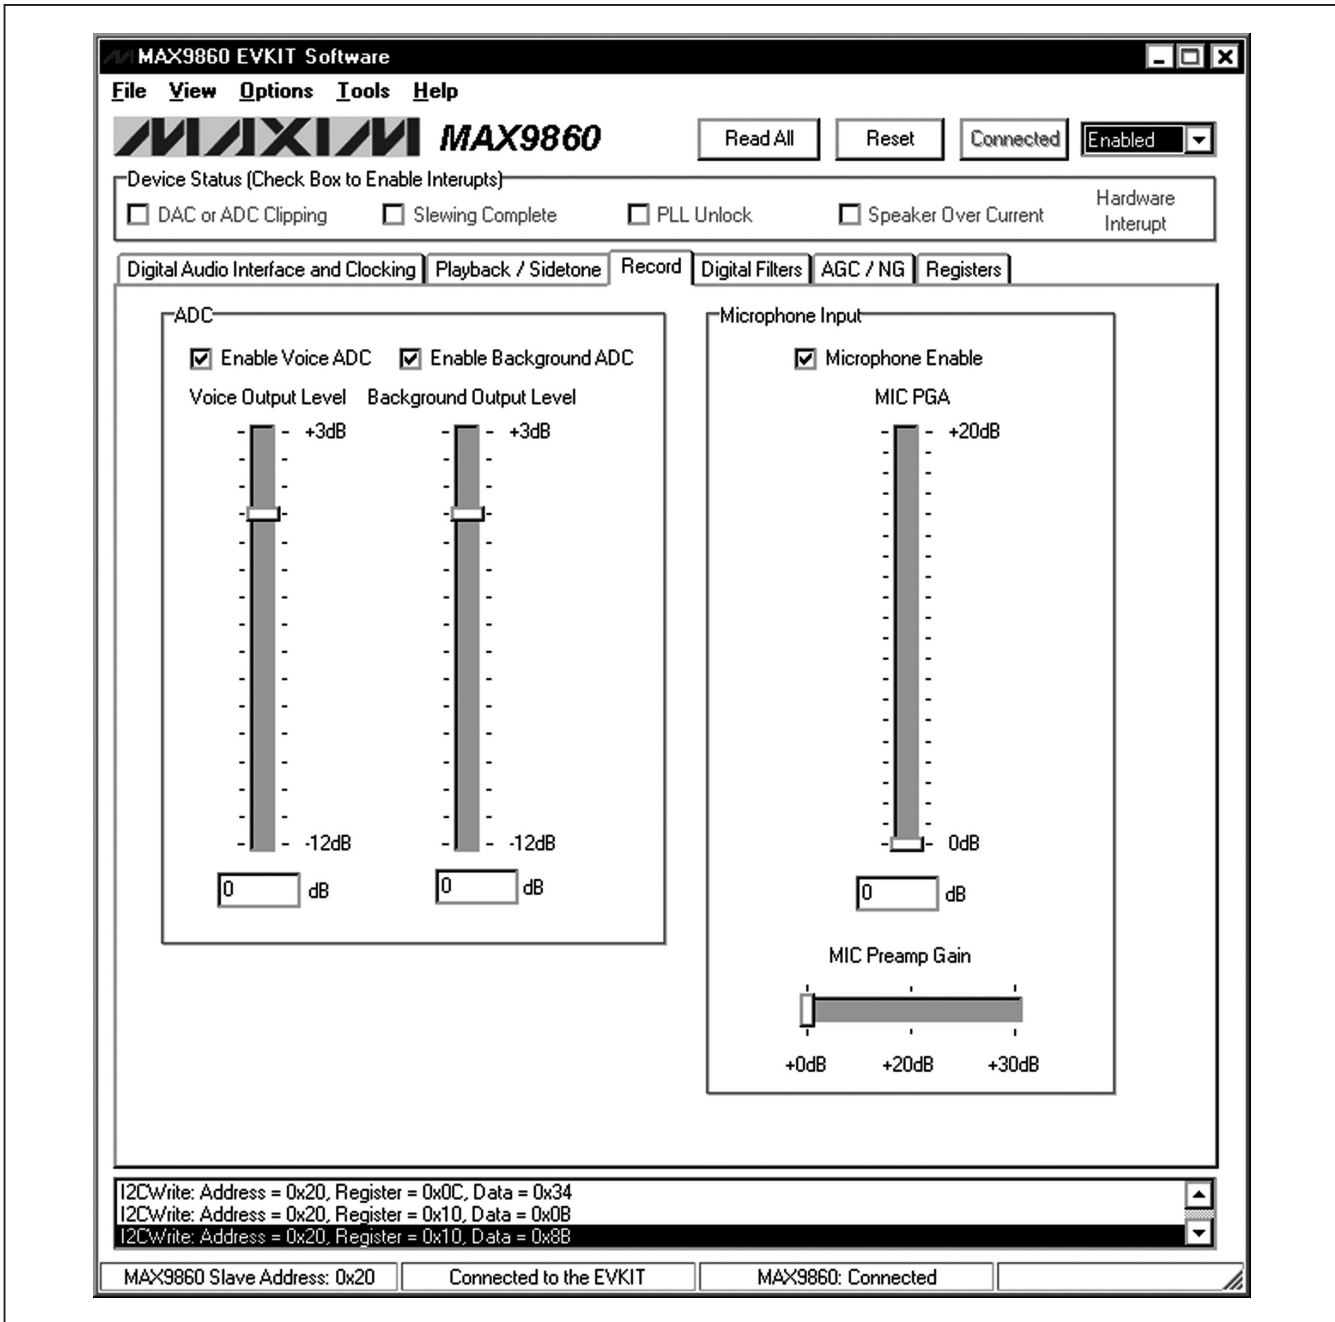 MAX9860 EVKIT Software
File View Options Tools Help
MAXIM MAX9860 Read All Reset Connected Enabled
Device Status (Check Box to Enable Interupts)
DAC or ADC Clipping Slewing Complete PLL Unlock Speaker Over Current Hardware Interupt
Digital Audio Interface and Clocking Playback / Sidetone Record Digital Filters AGC / NG Registers
ADC
Enable Voice ADC Enable Background ADC
Voice Output Level Background Output Level
+3dB +3dB
-12dB -12dB
0 dB 0 dB
Microphone Input
Microphone Enable
MIC PGA
+20dB
0dB
0 dB
MIC Preamp Gain
+0dB +20dB +30dB
I2CWrite: Address = 0x20, Register = 0x0C, Data = 0x34
I2CWrite: Address = 0x20, Register = 0x10, Data = 0x0B
I2CWrite: Address = 0x20, Register = 0x10, Data = 0x8B
MAX9860 Slave Address: 0x20 Connected to the EVKIT MAX9860: Connected